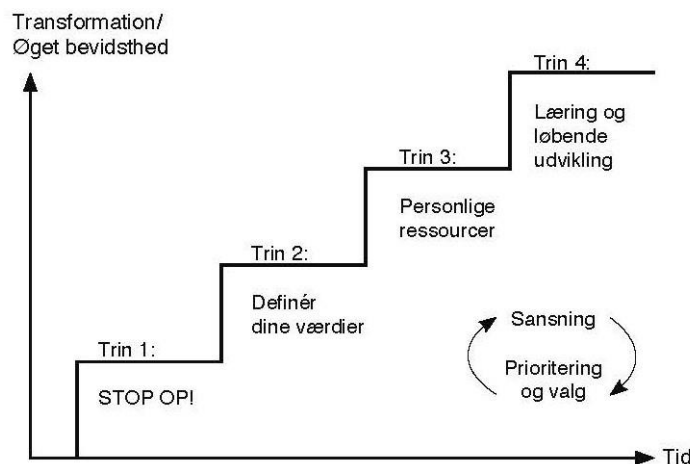 Transformation/
Øget bevidsthed
Trin 4:
Læring og
løbende
udvikling
Trin 3:
Personlige
ressourcer
Trin 2:
Definér
dine værdier
Trin 1:
STOP OP!
Sansning
Prioritering
og valg
Tid